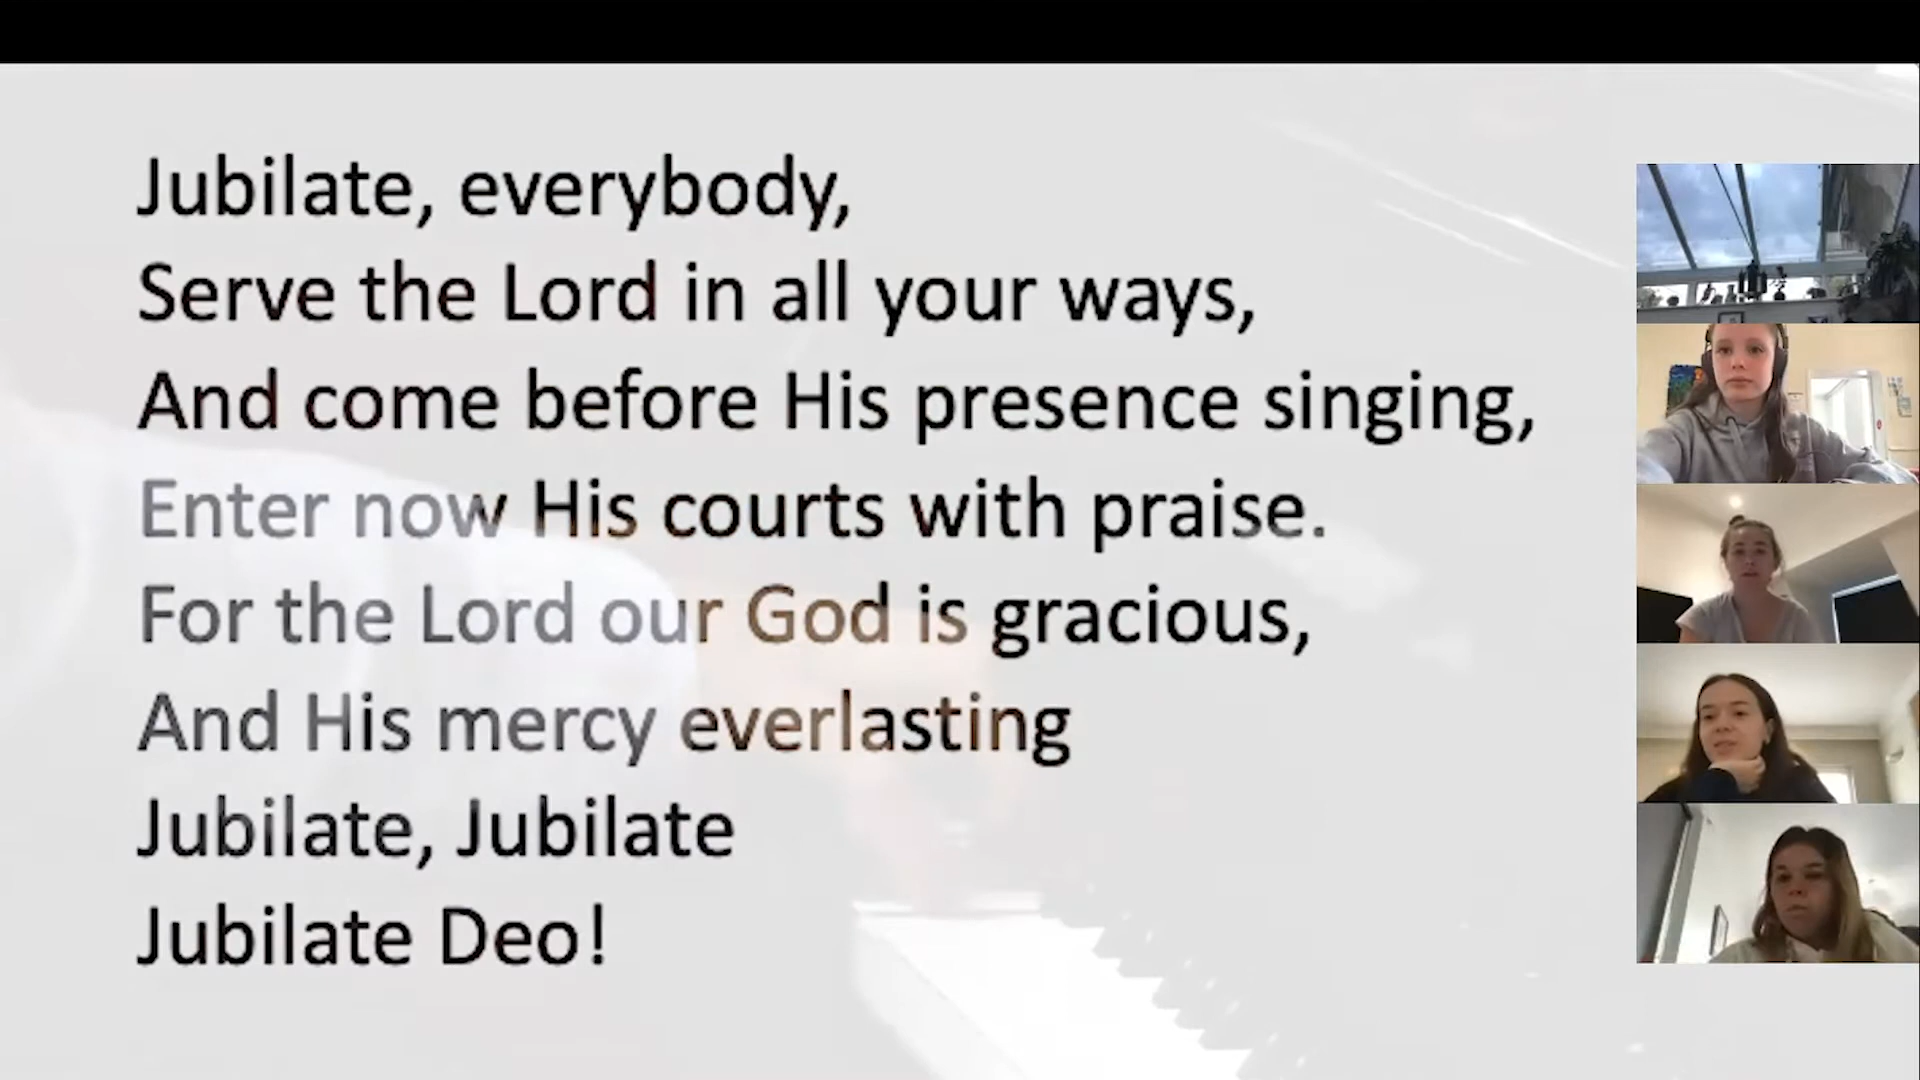 Jubilate, everybody,
Serve the Lord in all your ways,
And come before His presence singing,
Enter now His courts with praise.
For the Lord our God is gracious,
And His mercy everlasting
Jubilate, Jubilate
Jubilate Deo!